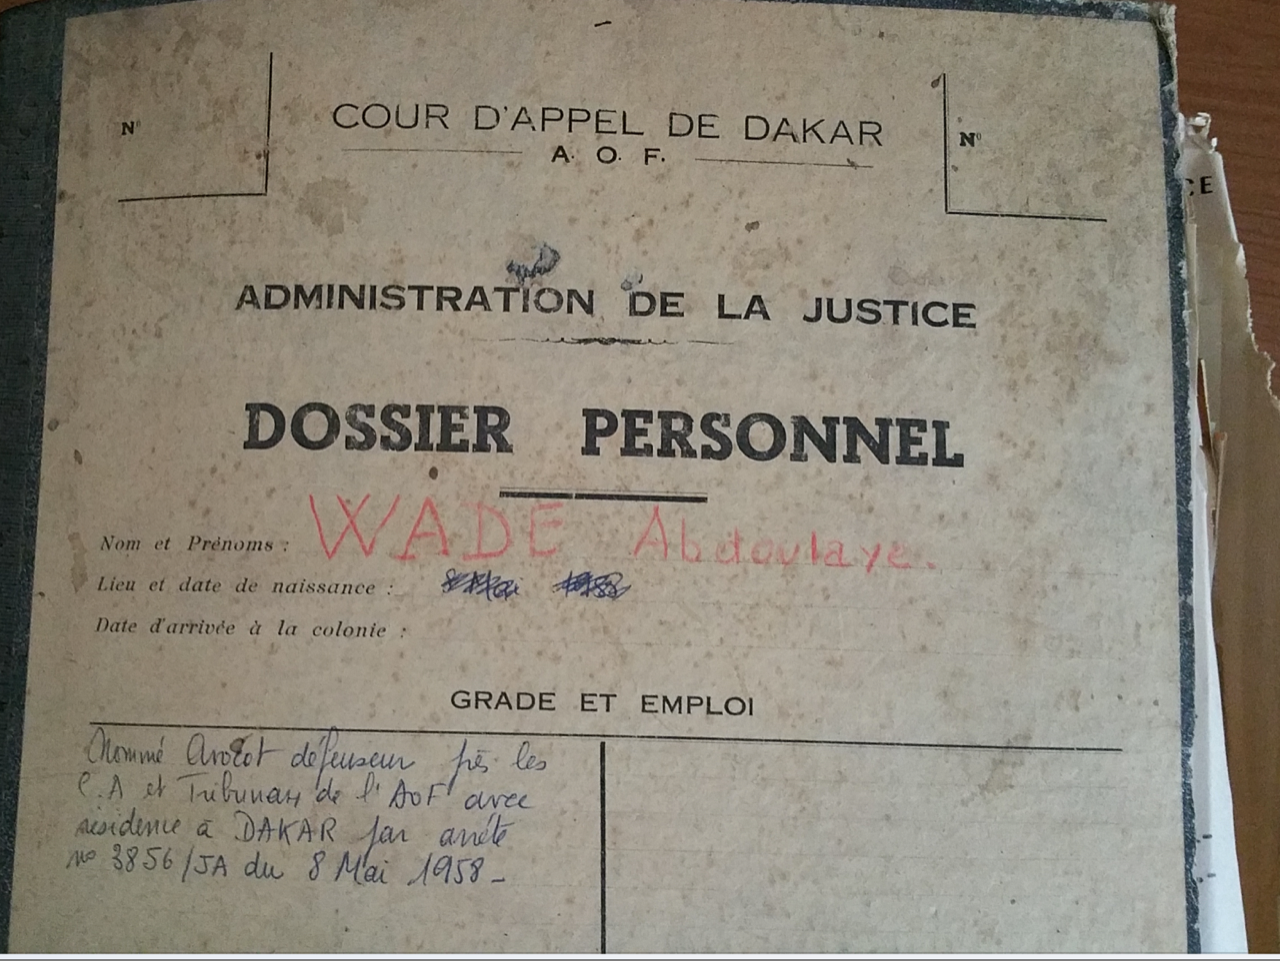 N° COUR D'APPEL DE DAKAR N°
A. O. F.
CE
ADMINISTRATION DE LA JUSTICE
DOSSIER PERSONNEL
Nom et Prénoms : WADE Abdoulaye.
Lieu et date de naissance :
Date d'arrivée à la colonie :
GRADE ET EMPLOI
Nommé Avocat défenseur près les
C.A et Tribunaux de l'AOF avec
résidence à DAKAR par arrêté
n° 3856/JA du 8 Mai 1958 –